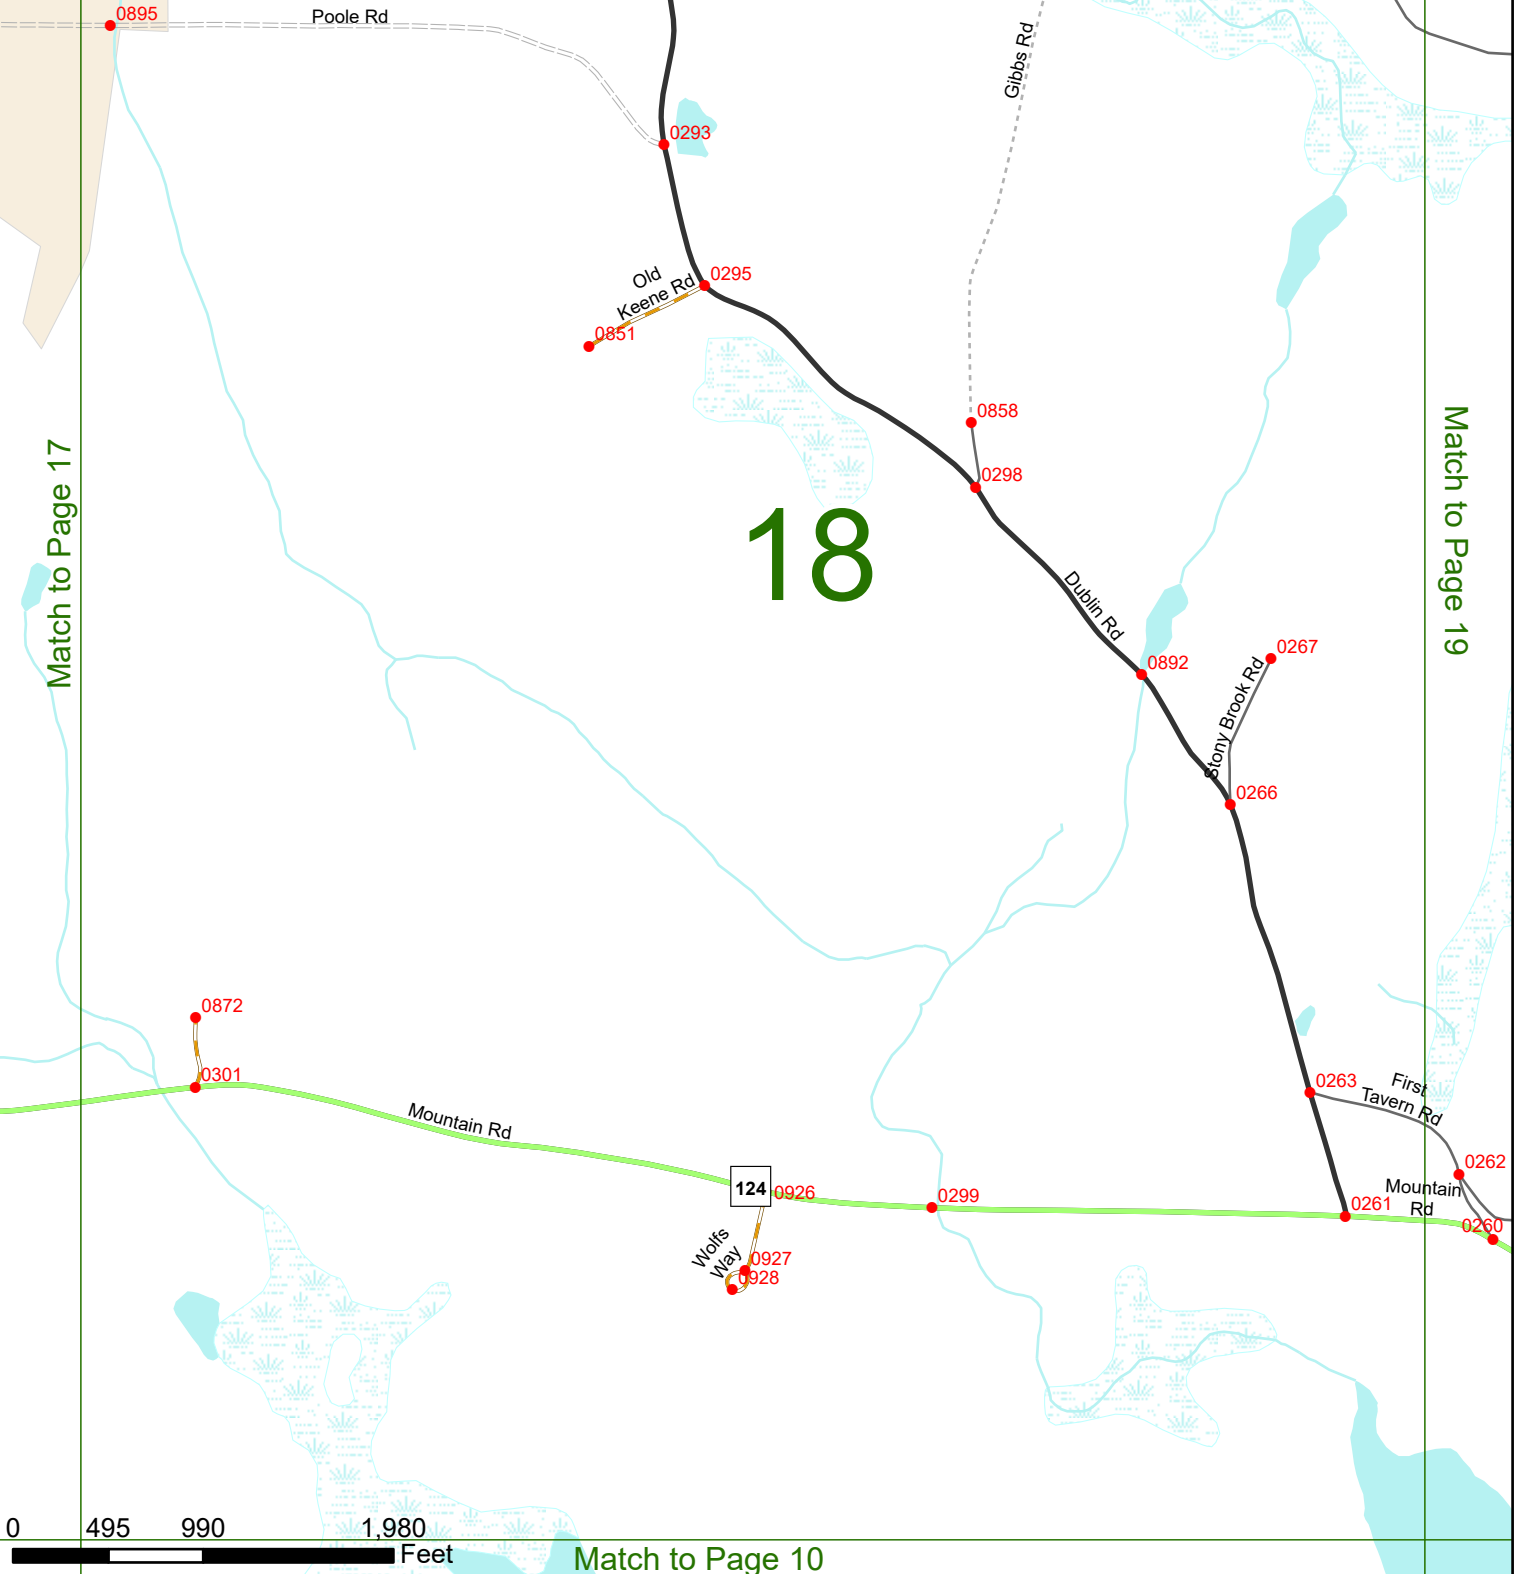 0895
Poole Rd
Gibbs Rd
0293
Old
Keene Rd
0295
0851
0858
0298
Match to Page 17
18
Match to Page 19
Dublin Rd
0892
0267
Stony Brook Rd
0266
0872
0301
Mountain Rd
0263
First
Tavern Rd
0262
124
0926
0299
Mountain
Rd
0261
0260
Wolfs
Way
0927
0928
0 495 990 1,980
Feet
Match to Page 10